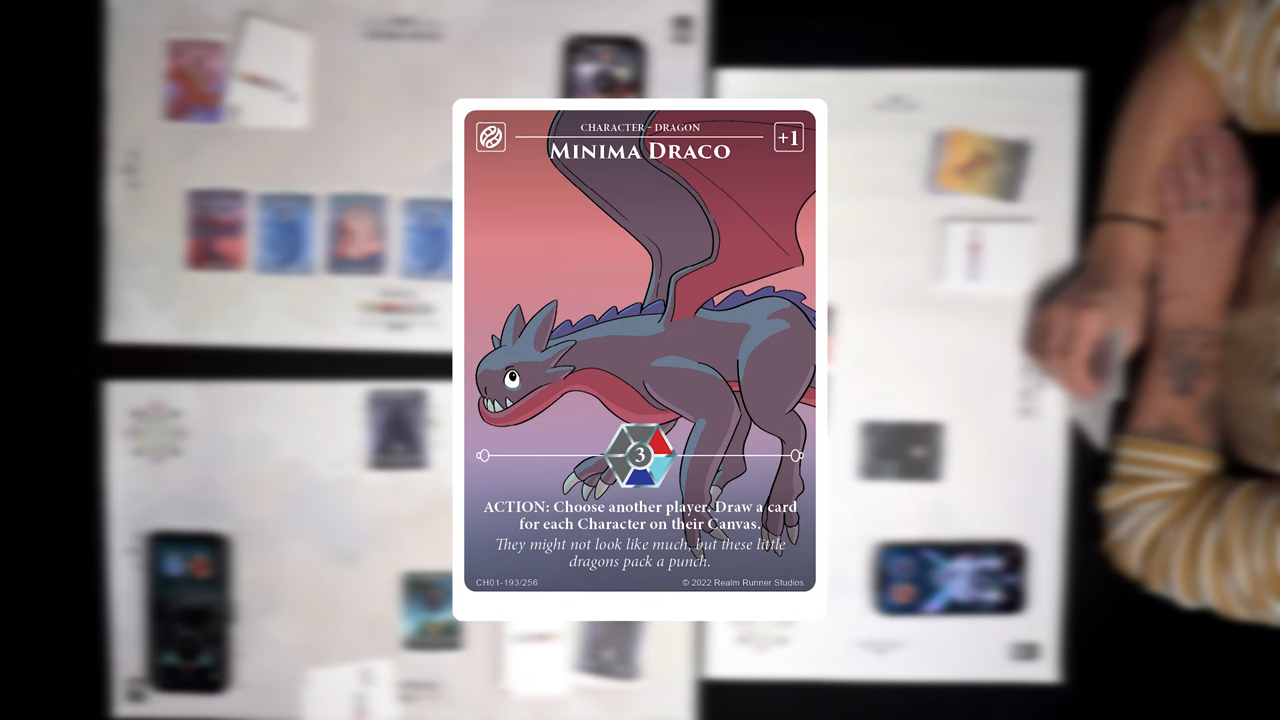 CHARACTER - DRAGON
MINIMA DRACO
+1
3
ACTION: Choose another player. Draw a card
for each Character on their Canvas.
They might not look like much, but these little
dragons pack a punch.
CH01-193/256
© 2022 Realm Runner Studios